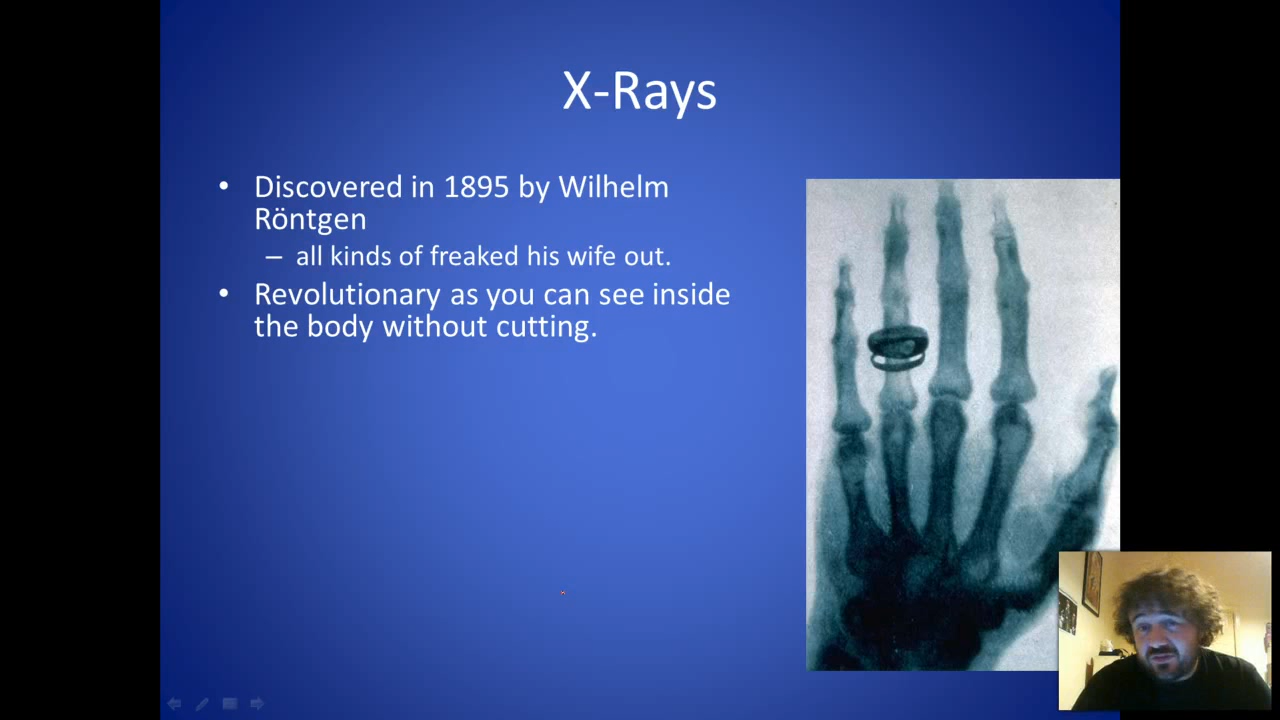 X-Rays
• Discovered in 1895 by Wilhelm
Röntgen
– all kinds of freaked his wife out.
• Revolutionary as you can see inside
the body without cutting.